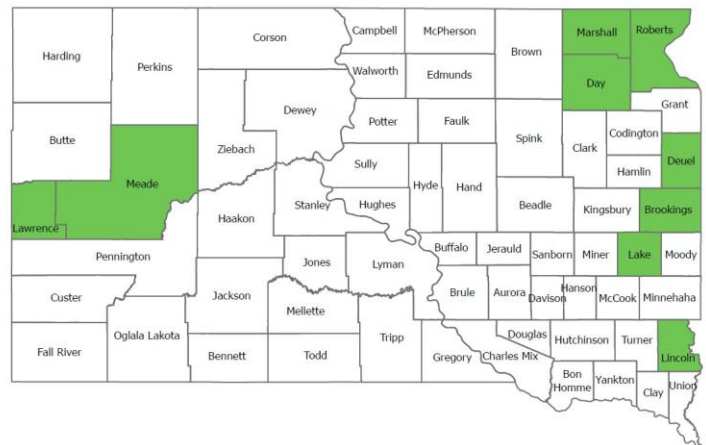 Harding
Perkins
Corson
Campbell
McPherson
Brown
Marshall
Roberts
Walworth
Edmunds
Day
Grant
Butte
Dewey
Potter
Faulk
Spink
Clark
Codington
Ziebach
Sully
Hyde
Hand
Hamlin
Deuel
Meade
Lawrence
Haakon
Stanley
Hughes
Beadle
Kingsbury
Brookings
Pennington
Jones
Lyman
Buffalo
Jerauld
Sanborn
Miner
Lake
Moody
Custer
Jackson
Mellette
Brule
Aurora
Davison
Hanson
McCook
Minnehaha
Fall River
Oglala Lakota
Bennett
Todd
Tripp
Gregory
Charles Mix
Douglas
Hutchinson
Turner
Lincoln
Bon
Homme
Yankton
Clay
Union